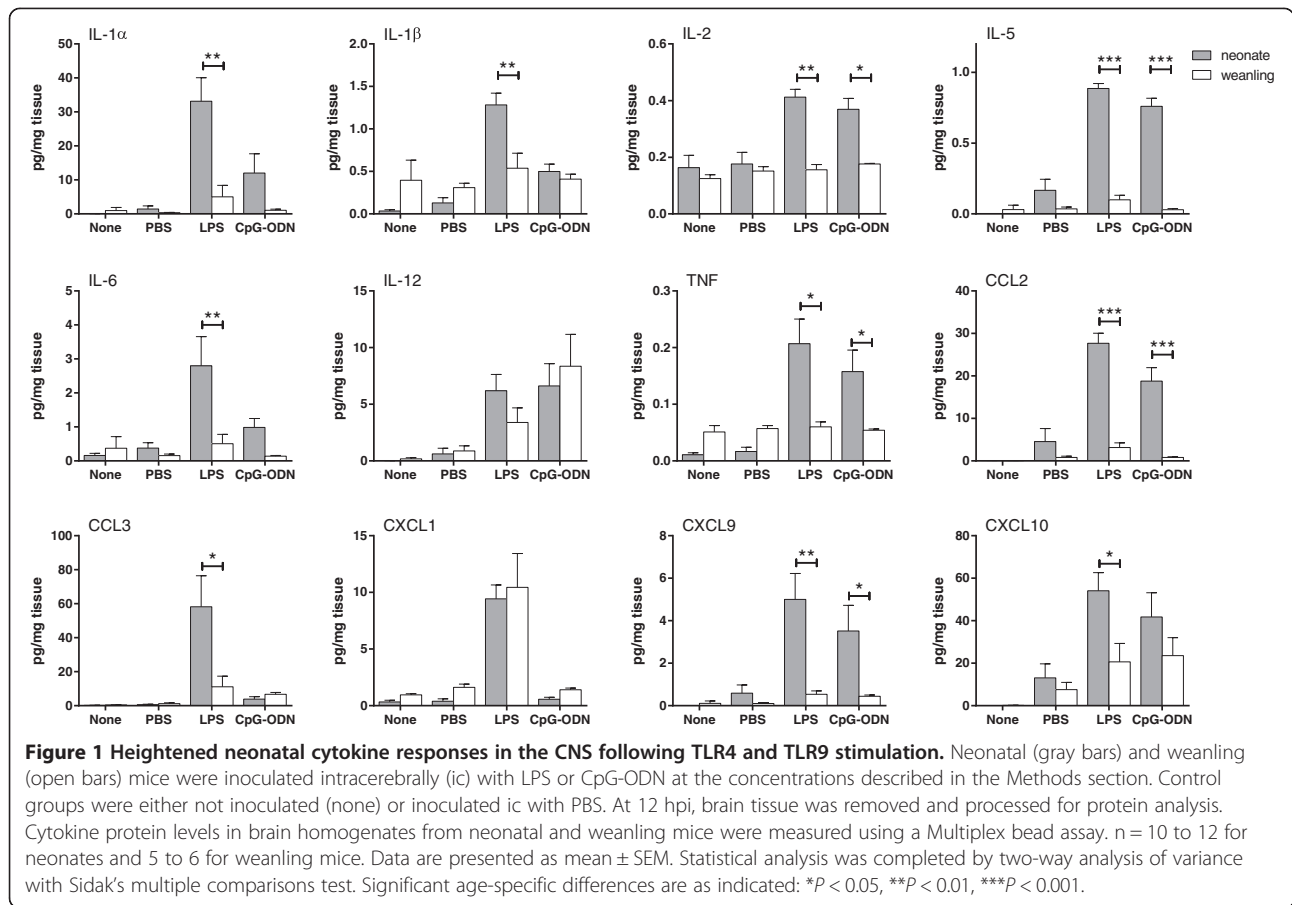 IL-1α
IL-1β
IL-2
IL-5
50
40
30
20
10
0
pg/mg tissue
**
None PBS LPS CpG-ODN
2.0
1.5
1.0
0.5
0.0
pg/mg tissue
**
None PBS LPS CpG-ODN
0.6
0.4
0.2
0.0
pg/mg tissue
** *
None PBS LPS CpG-ODN
1.0
0.5
0.0
pg/mg tissue
*** ***
None PBS LPS CpG-ODN
neonate
weanling
IL-6
IL-12
TNF
CCL2
5
4
3
2
1
0
pg/mg tissue
**
None PBS LPS CpG-ODN
15
10
5
0
pg/mg tissue
None PBS LPS CpG-ODN
0.3
0.2
0.1
0.0
pg/mg tissue
* *
None PBS LPS CpG-ODN
40
30
20
10
0
pg/mg tissue
*** ***
None PBS LPS CpG-ODN
CCL3
CXCL1
CXCL9
CXCL10
100
80
60
40
20
0
pg/mg tissue
*
None PBS LPS CpG-ODN
15
10
5
0
pg/mg tissue
None PBS LPS CpG-ODN
8
6
4
2
0
pg/mg tissue
** *
None PBS LPS CpG-ODN
80
60
40
20
0
pg/mg tissue
*
None PBS LPS CpG-ODN
Figure 1 Heightened neonatal cytokine responses in the CNS following TLR4 and TLR9 stimulation. Neonatal (gray bars) and weanling
(open bars) mice were inoculated intracerebrally (ic) with LPS or CpG-ODN at the concentrations described in the Methods section. Control
groups were either not inoculated (none) or inoculated ic with PBS. At 12 hpi, brain tissue was removed and processed for protein analysis.
Cytokine protein levels in brain homogenates from neonatal and weanling mice were measured using a Multiplex bead assay. n = 10 to 12 for
neonates and 5 to 6 for weanling mice. Data are presented as mean ± SEM. Statistical analysis was completed by two-way analysis of variance
with Sidak's multiple comparisons test. Significant age-specific differences are as indicated: *P < 0.05, **P < 0.01, ***P < 0.001.